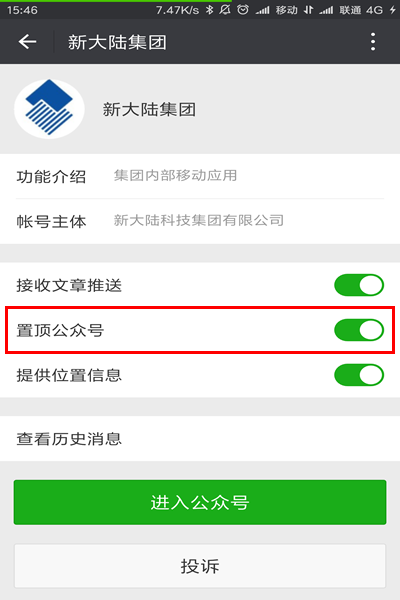 15:46 7.47K/s 移动 联通 4G
新大陆集团
新大陆集团
功能介绍 集团内部移动应用
帐号主体 新大陆科技集团有限公司
接收文章推送
置顶公众号
提供位置信息
查看历史消息
进入公众号
投诉